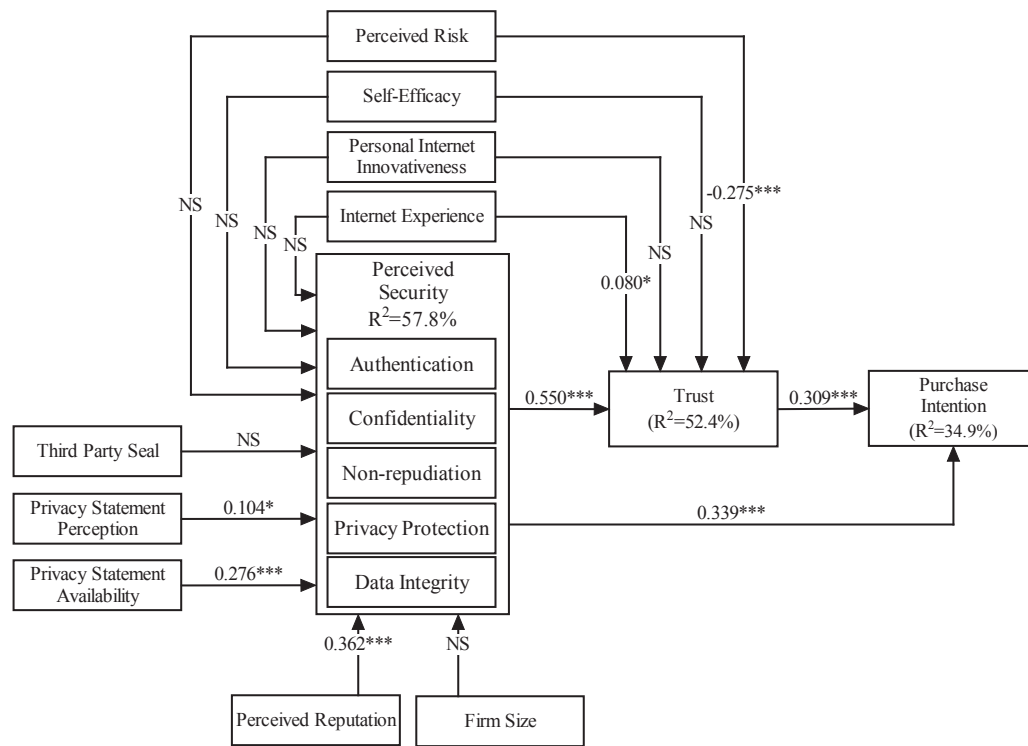 Perceived Risk
Self-Efficacy
Personal Internet
Innovativeness
-0.275***
NS
NS
NS
Internet Experience
NS
NS
NS
0.080*
Perceived
Security
R²=57.8%
Authentication
Purchase
Intention
(R²=34.9%)
0.550***
Trust
(R²=52.4%)
0.309***
Confidentiality
Third Party Seal
NS
Non-repudiation
Privacy Statement
Perception
0.104*
Privacy Protection
0.339***
Privacy Statement
Availability
0.276***
Data Integrity
0.362***
NS
Perceived Reputation
Firm Size